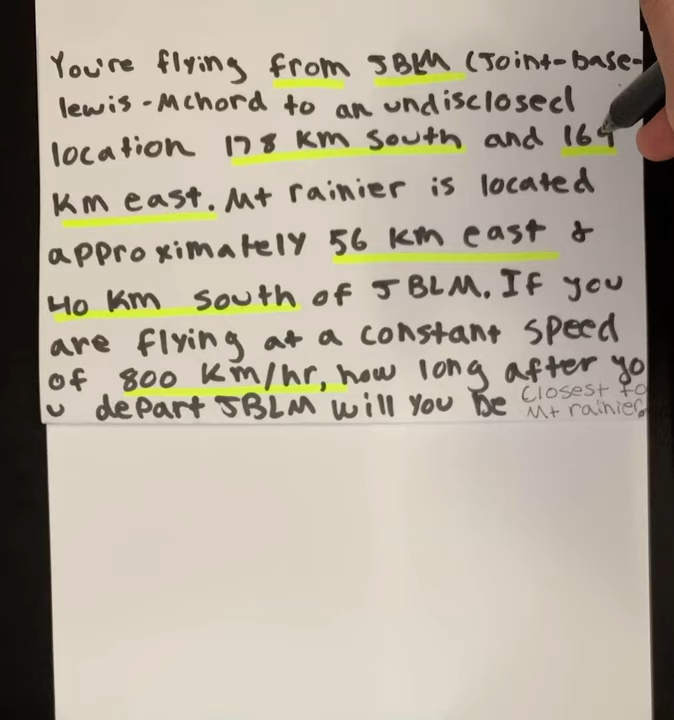 You're flying from JBLM (Joint-base-
lewis-Mchord to an undisclosed
location 178 Km South and 164
Km east. Mt rainier is located
approximately 56 Km east &
40 Km south of JBLM. If you
are flying at a constant speed
of 800 Km/hr, how long after yo
u depart JBLM will you be Closest to
Mt rainier